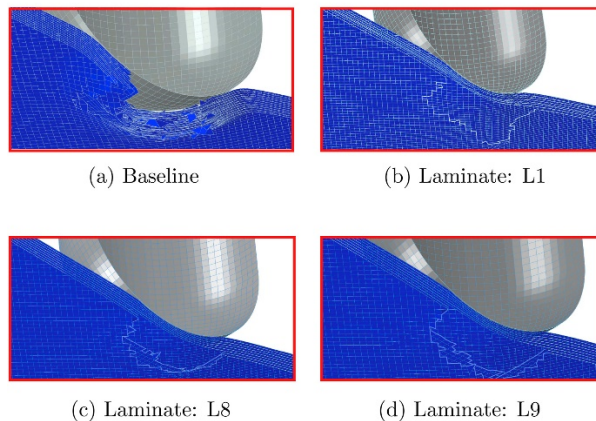 (a) Baseline
(b) Laminate: L1
(c) Laminate: L8
(d) Laminate: L9